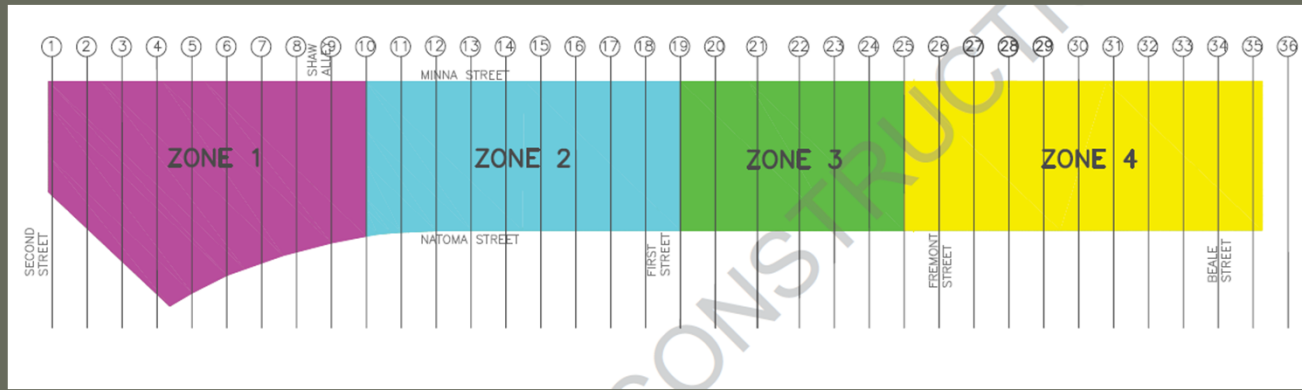 1 2 3 4 5 6 7 8 9 10 11 12 13 14 15 16 17 18 19 20 21 22 23 24 25 26 27 28 29 30 31 32 33 34 35 36
SHAW
ALLEY
MINNA STREET
ZONE 1 ZONE 2 ZONE 3 ZONE 4
SECOND
STREET
NATOMA STREET
FIRST
STREET
FREMONT
STREET
BEALE
STREET
CONSTRUCTI